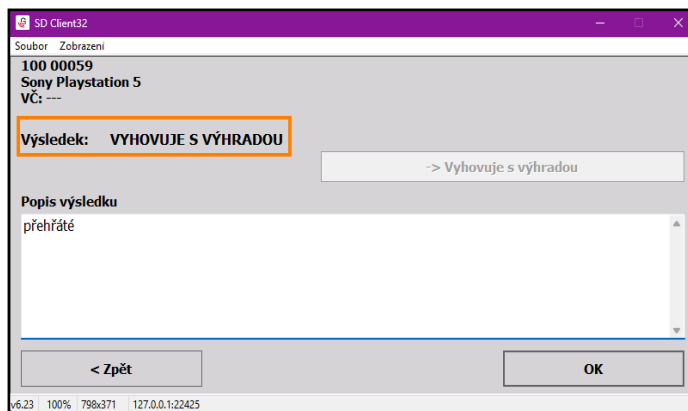 SD Client32
Soubor Zobrazení
100 00059
Sony Playstation 5
VČ: ---
Výsledek: VYHOVUJE S VÝHRADOU
-> Vyhovuje s výhradou
Popis výsledku
přehřáté
< Zpět OK
v6.23 100% 798x371 127.0.0.1:22425